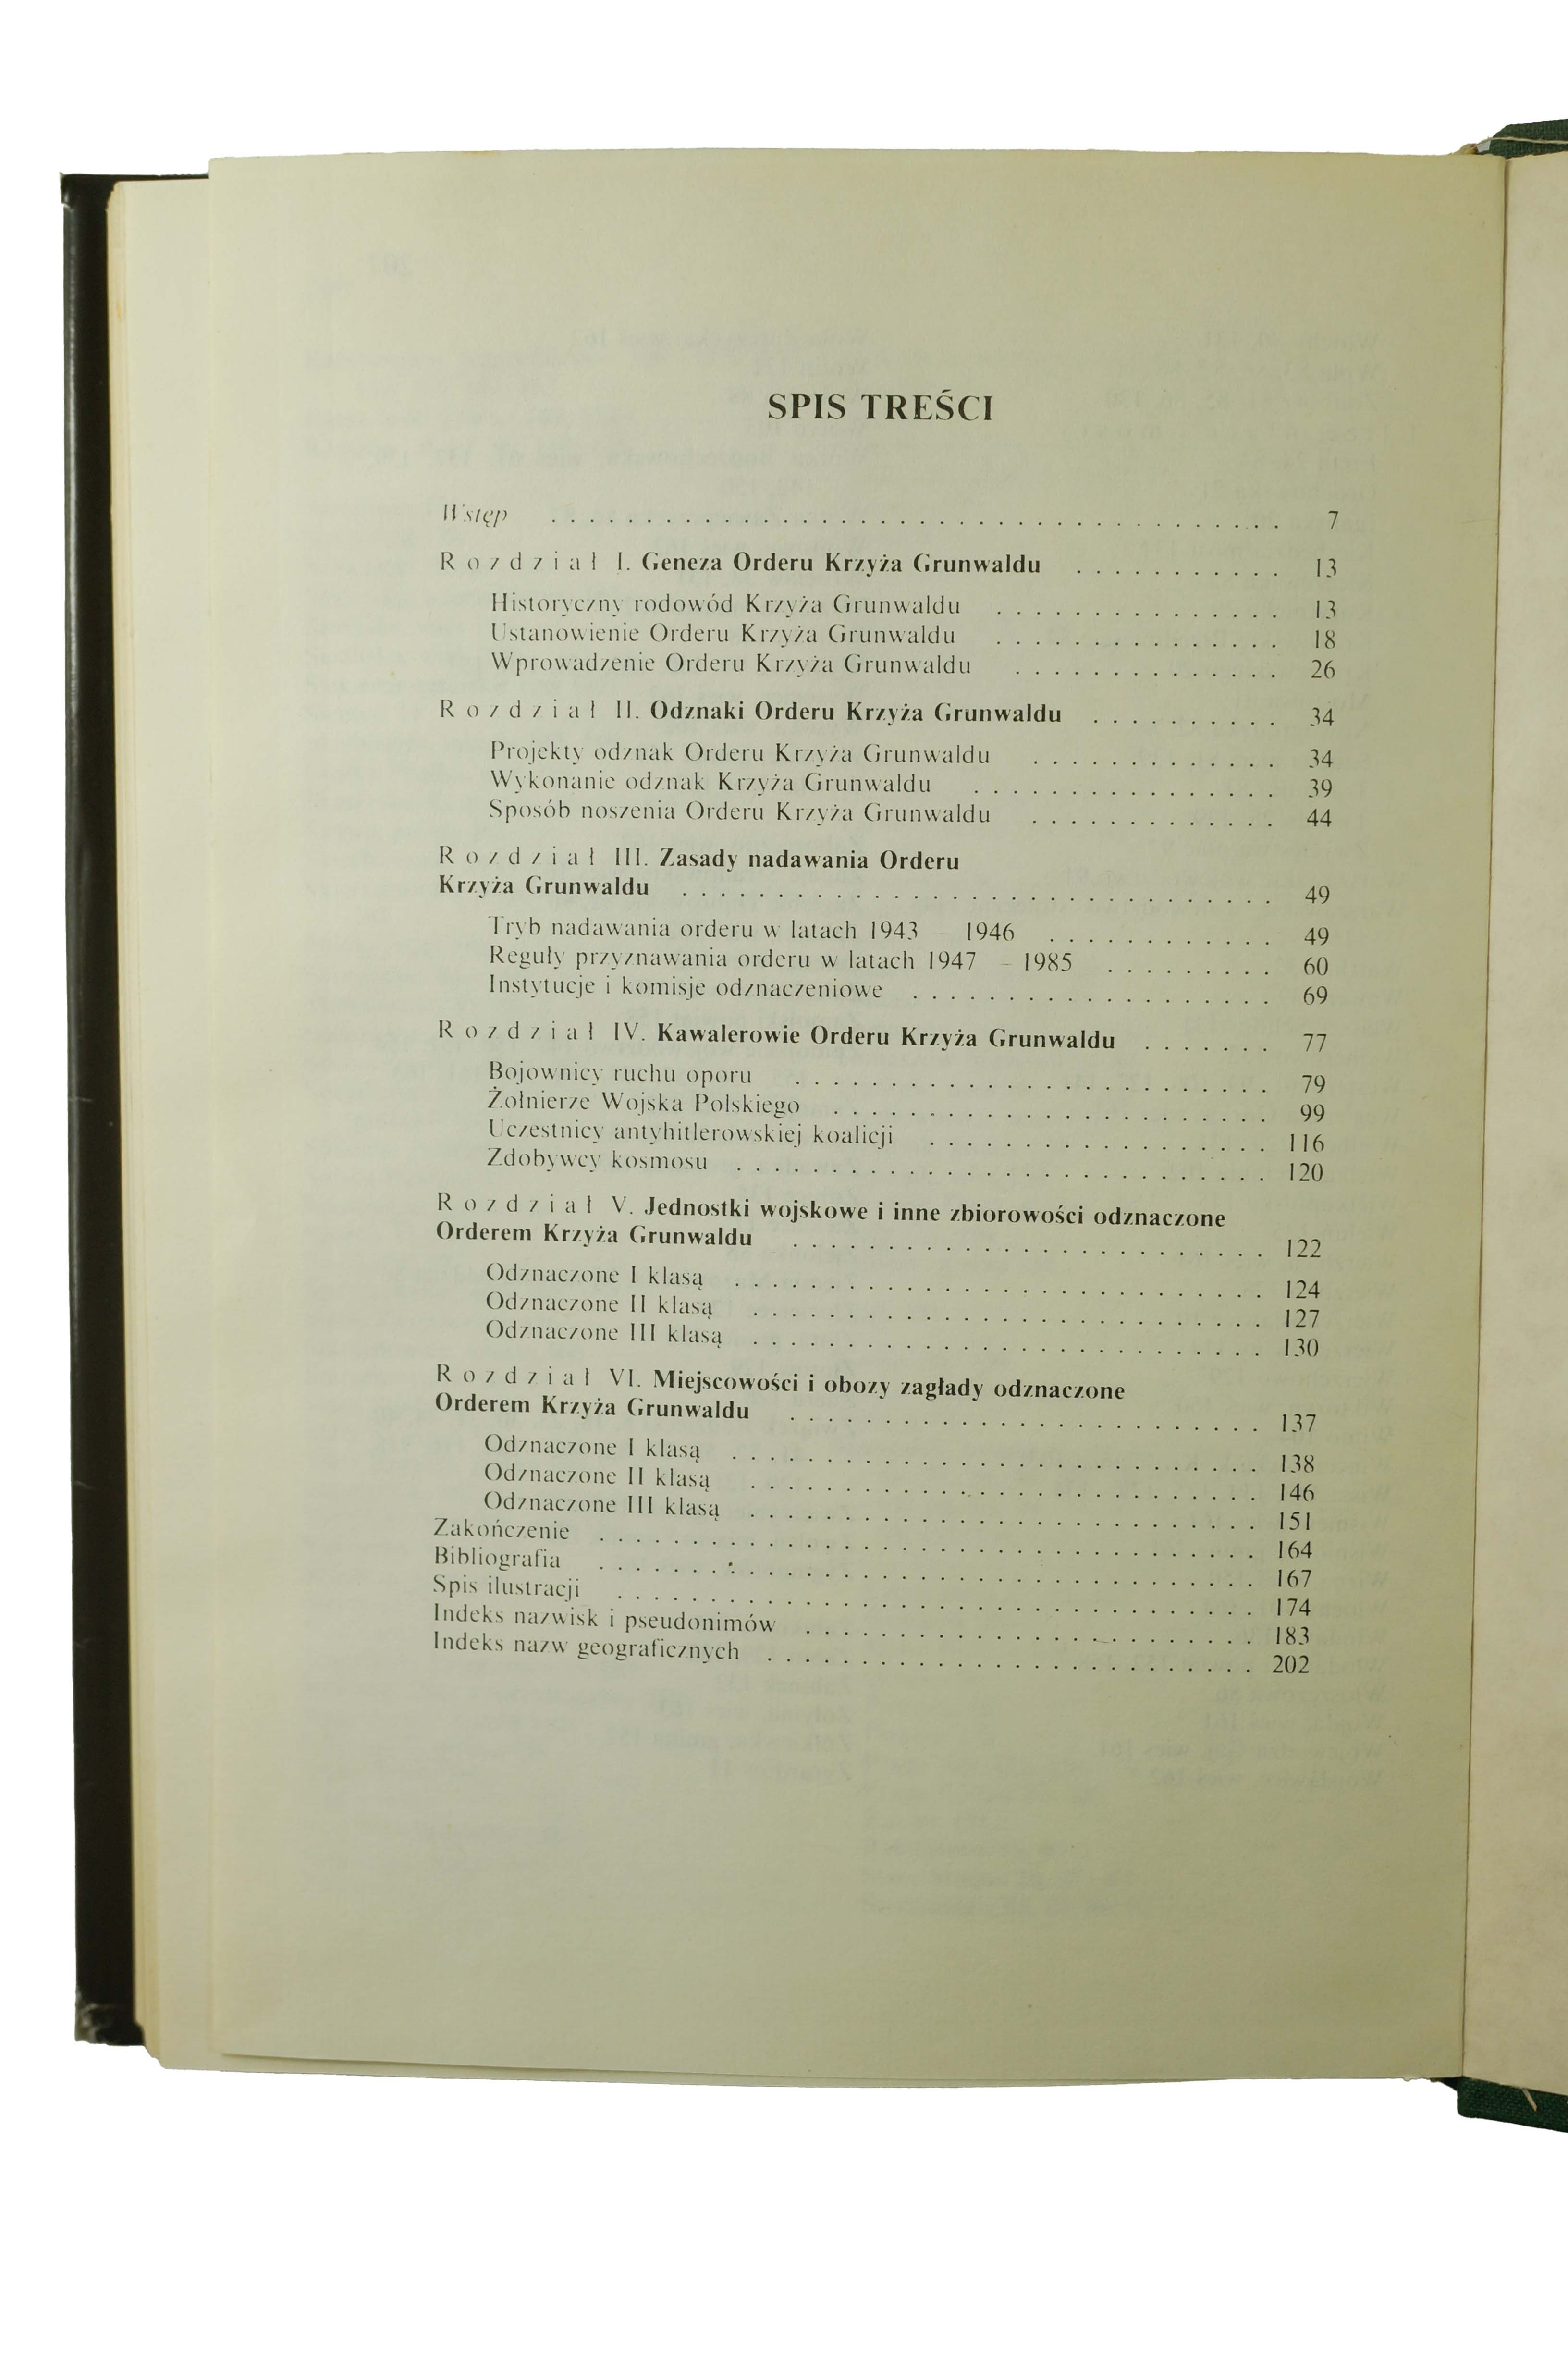 SPIS TREŚCI
Wstęp . . . . . . . . . . . . . . . . . . . . 7
Rozdział I. Geneza Orderu Krzyża Grunwaldu . . . . . . . . . . . 13
Historyczny rodowód Krzyża Grunwaldu . . . . . . . . . . . . . . . 13
Ustanowienie Orderu Krzyża Grunwaldu . . . . . . . . . . . . . . . 18
Wprowadzenie Orderu Krzyża Grunwaldu . . . . . . . . . . . . . . 26
Rozdział II. Odznaki Orderu Krzyża Grunwaldu . . . . . . . . . . 34
Projekty odznak Orderu Krzyża Grunwaldu . . . . . . . . . . . . . 34
Wykonanie odznak Krzyża Grunwaldu . . . . . . . . . . . . . . . . 39
Sposób noszenia Orderu Krzyża Grunwaldu . . . . . . . . . . . . . 44
Rozdział III. Zasady nadawania Orderu
Krzyża Grunwaldu . . . . . . . . . . . . . . . . . . . . 49
Tryb nadawania orderu w latach 1943 – 1946 . . . . . . . . . . . . 49
Reguły przyznawania orderu w latach 1947 – 1985 . . . . . . . . . 60
Instytucje i komisje odznaczeniowe . . . . . . . . . . . . . . . . . . . 69
Rozdział IV. Kawalerowie Orderu Krzyża Grunwaldu . . . . . . . 77
Bojownicy ruchu oporu . . . . . . . . . . . . . . . . . . . . 79
Żołnierze Wojska Polskiego . . . . . . . . . . . . . . . . . . . . 99
Uczestnicy antyhitlerowskiej koalicji . . . . . . . . . . . . . . . . . . 116
Zdobywcy kosmosu . . . . . . . . . . . . . . . . . . . . 120
Rozdział V. Jednostki wojskowe i inne zbiorowości odznaczone
Orderem Krzyża Grunwaldu . . . . . . . . . . . . . . . . . . . . 122
Odznaczone I klasą . . . . . . . . . . . . . . . . . . . . 124
Odznaczone II klasą . . . . . . . . . . . . . . . . . . . . 127
Odznaczone III klasą . . . . . . . . . . . . . . . . . . . . 130
Rozdział VI. Miejscowości i obozy zagłady odznaczone
Orderem Krzyża Grunwaldu . . . . . . . . . . . . . . . . . . . . 137
Odznaczone I klasą . . . . . . . . . . . . . . . . . . . . 138
Odznaczone II klasą . . . . . . . . . . . . . . . . . . . . 146
Odznaczone III klasą . . . . . . . . . . . . . . . . . . . . 151
Zakończenie . . . . . . . . . . . . . . . . . . . . 164
Bibliografia . . . . . . . . . . . . . . . . . . . . 167
Spis ilustracji . . . . . . . . . . . . . . . . . . . . 174
Indeks nazwisk i pseudonimów . . . . . . . . . . . . . . . . . . . . 183
Indeks nazw geograficznych . . . . . . . . . . . . . . . . . . . . 202